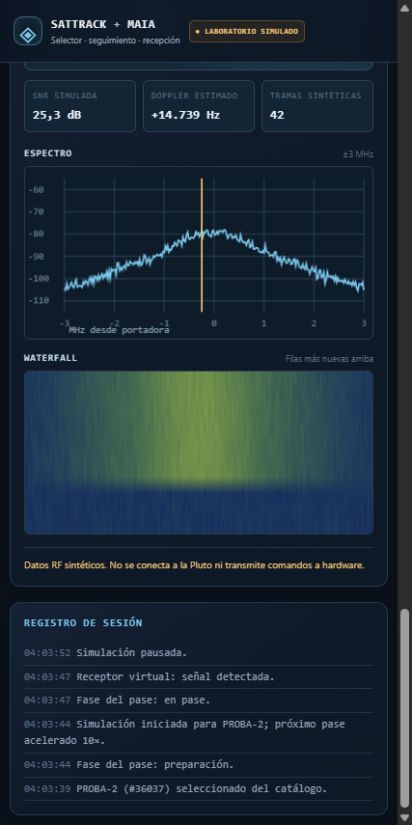 SATTRACK + MAIA
Selector · seguimiento · recepción
LABORATORIO SIMULADO
SNR SIMULADA
25,3 dB
DOPPLER ESTIMADO
+14.739 Hz
TRAMAS SINTÉTICAS
42
ESPECTRO
±3 MHz
-60
-70
-80
-90
-100
-110
-3 -2 -1 0 1 2 3
MHz desde portadora
WATERFALL
Filas más nuevas arriba
Datos RF sintéticos. No se conecta a la Pluto ni transmite comandos a hardware.
REGISTRO DE SESIÓN
04:03:52 Simulación pausada.
04:03:47 Receptor virtual: señal detectada.
04:03:47 Fase del pase: en pase.
04:03:44 Simulación iniciada para PROBA-2; próximo pase
acelerado 10×.
04:03:44 Fase del pase: preparación.
04:03:39 PROBA-2 (#36037) seleccionado del catálogo.